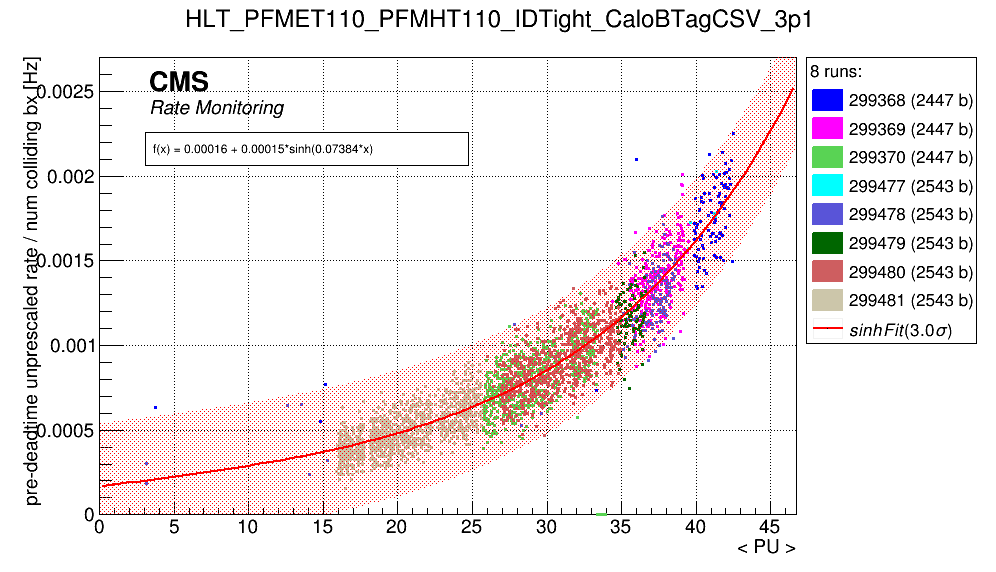 HLT_PFMET110_PFMHT110_IDTight_CaloBTagCSV_3p1
pre-deadtime unprescaled rate / num colliding bx [Hz]
0.0025
0.002
0.0015
0.001
0.0005
0
CMS
Rate Monitoring
f(x) = 0.00016 + 0.00015*sinh(0.07384*x)
0 5 10 15 20 25 30 35 40 45
< PU >
8 runs:
299368 (2447 b)
299369 (2447 b)
299370 (2447 b)
299477 (2543 b)
299478 (2543 b)
299479 (2543 b)
299480 (2543 b)
299481 (2543 b)
sinhFit(3.0σ)